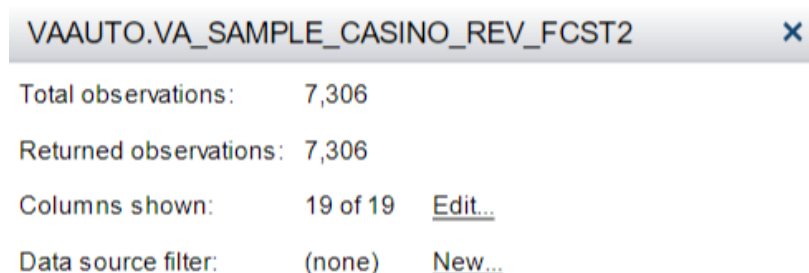 VAAUTO.VA_SAMPLE_CASINO_REV_FCST2 ×
Total observations: 7,306
Returned observations: 7,306
Columns shown: 19 of 19 Edit...
Data source filter: (none) New...